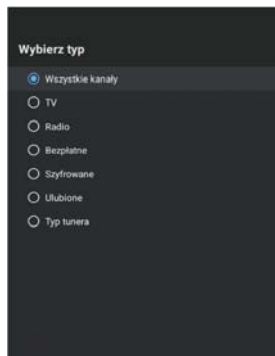 Wybierz typ
Wszystkie kanały
TV
Radio
Bezpłatne
Szyfrowane
Ulubione
Typ tunera